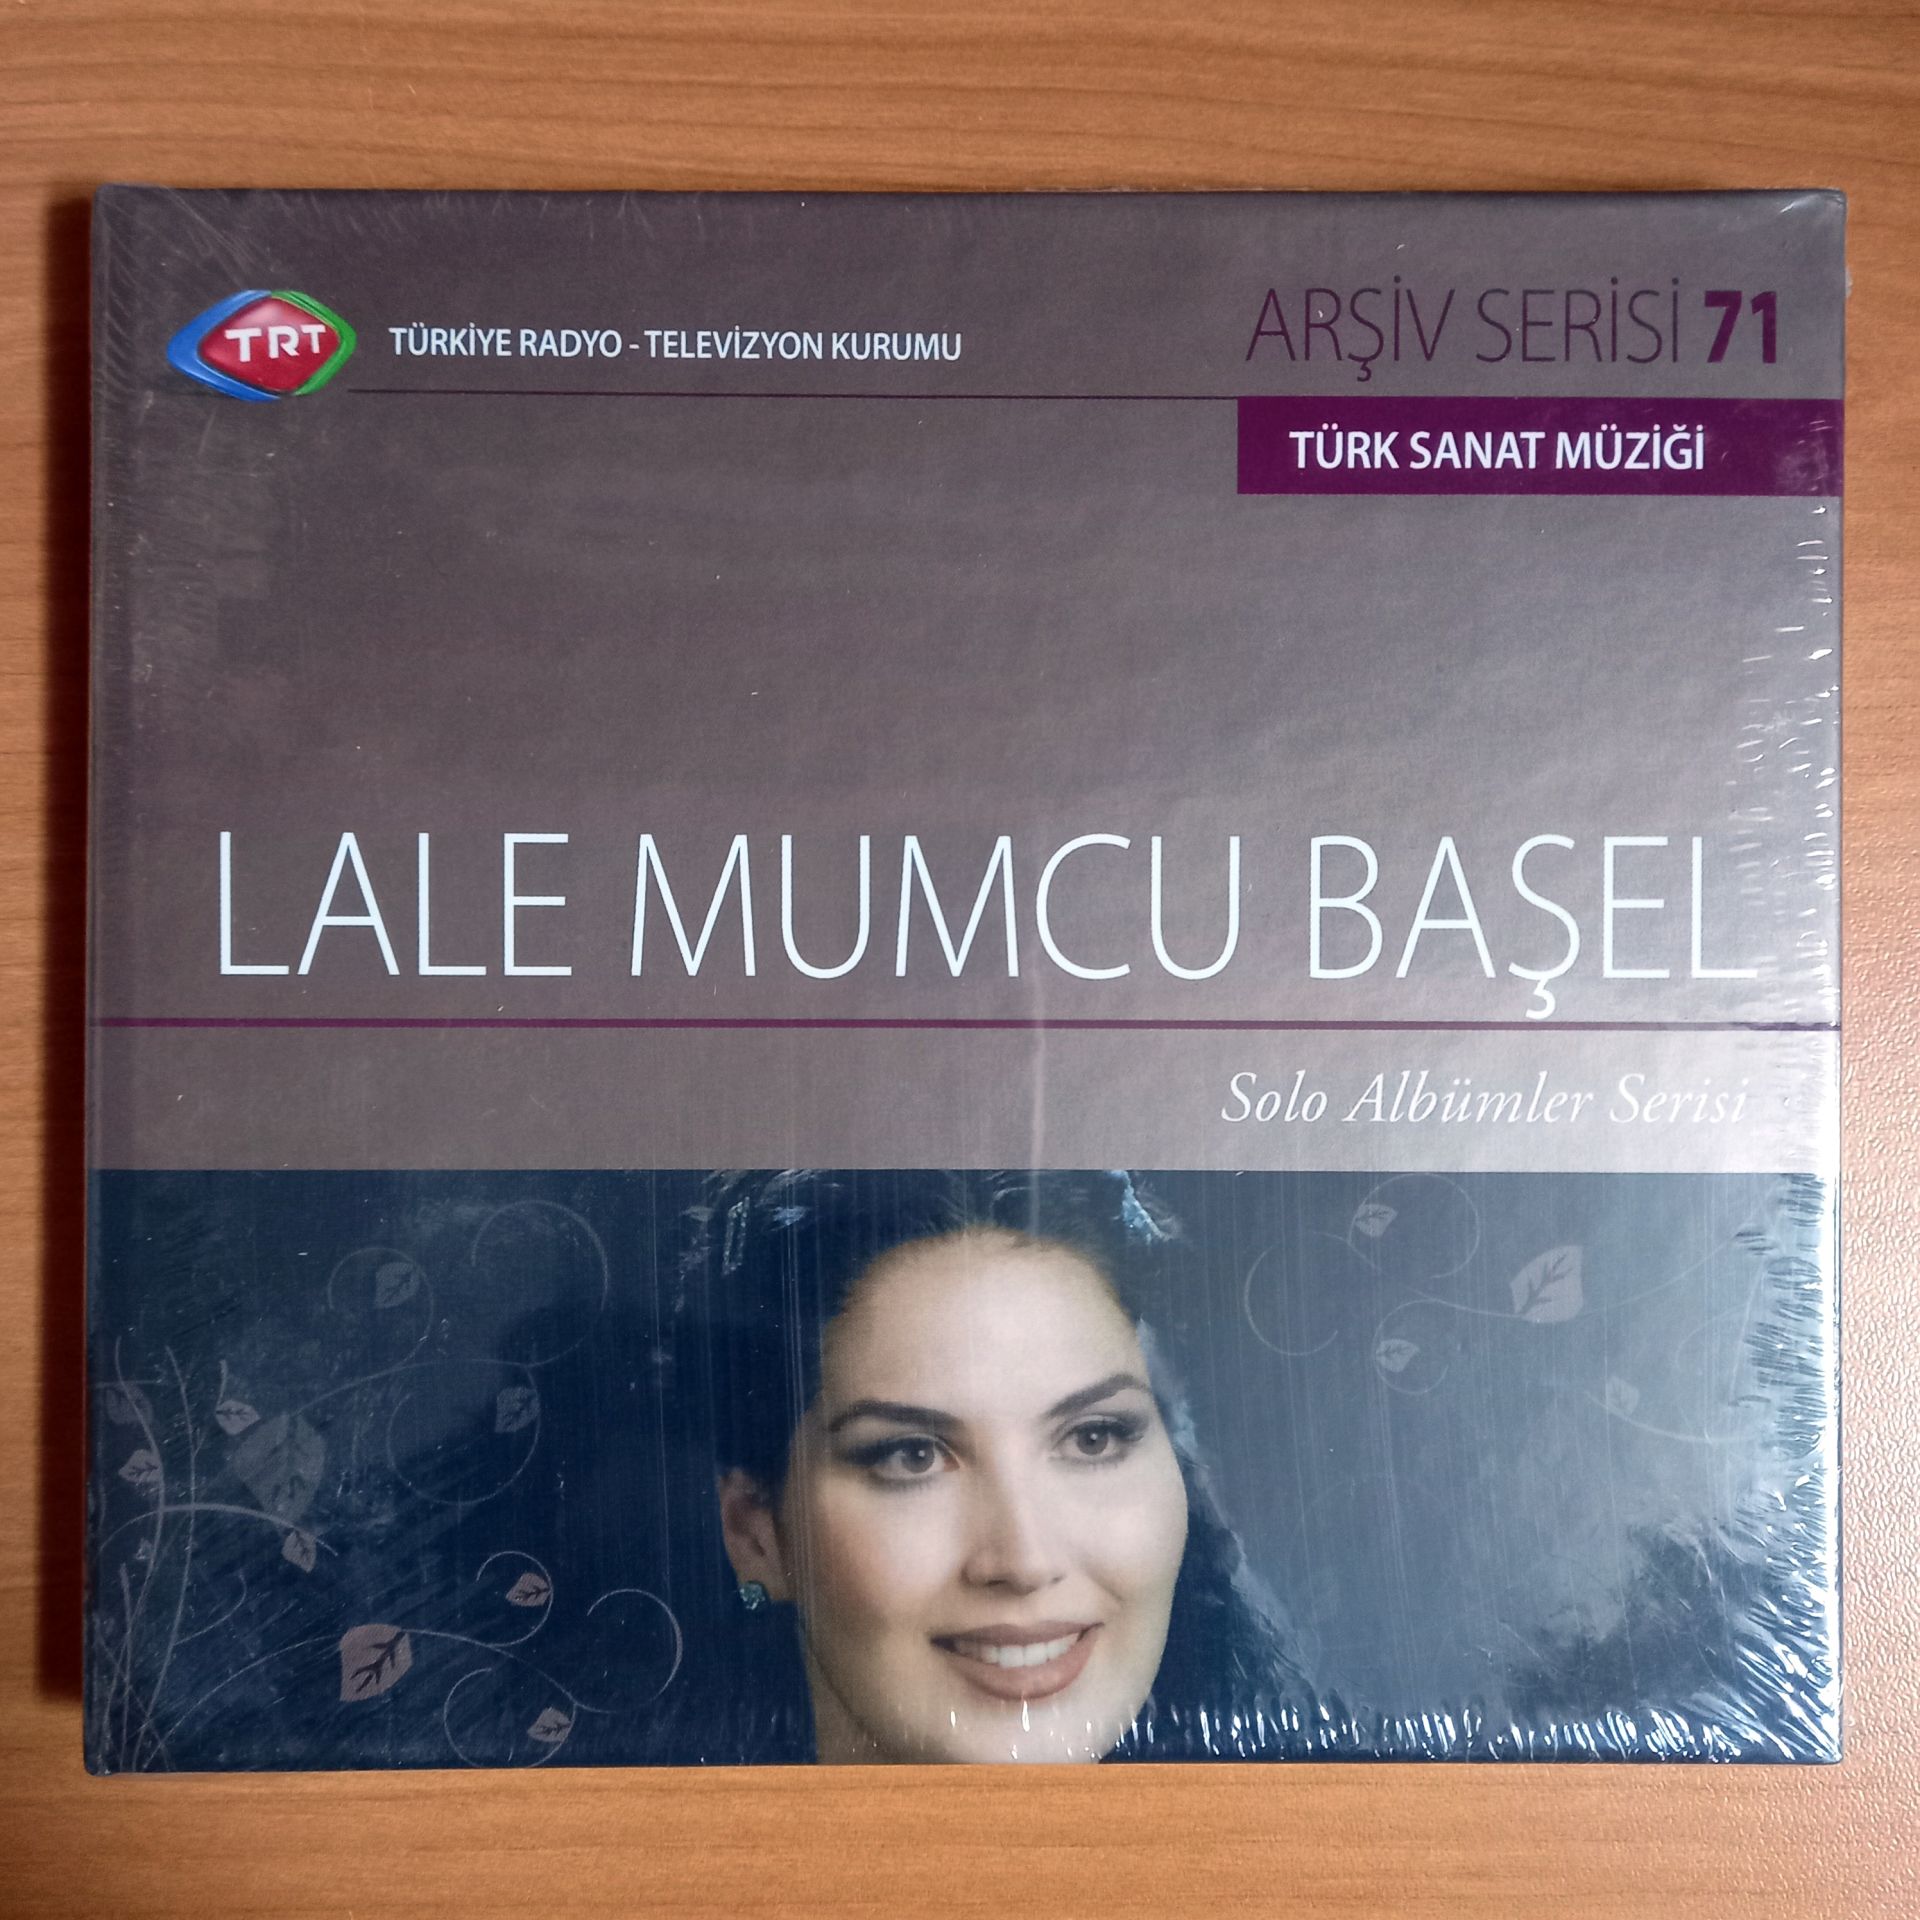 TRT
TÜRKİYE RADYO - TELEVİZYON KURUMU
ARŞİV SERİSİ 71
TÜRK SANAT MÜZİĞİ
LALE MUMCU BAŞEL
Solo Albümler Serisi